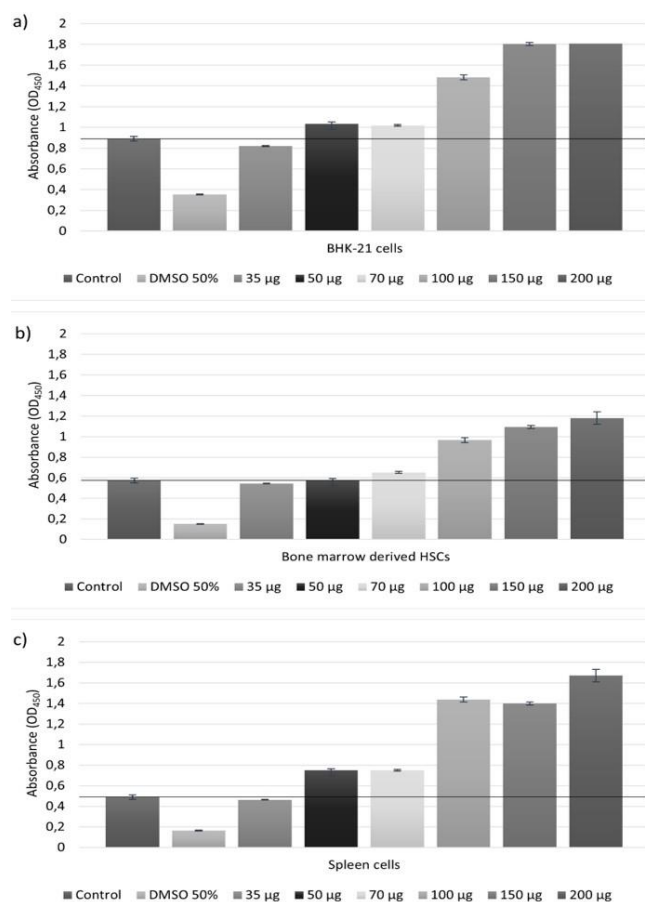 a)
Absorbance (OD450)
2
1,8
1,6
1,4
1,2
1
0,8
0,6
0,4
0,2
0
BHK-21 cells
Control DMSO 50% 35 µg 50 µg 70 µg 100 µg 150 µg 200 µg
b)
Absorbance (OD450)
2
1,8
1,6
1,4
1,2
1
0,8
0,6
0,4
0,2
0
Bone marrow derived HSCs
Control DMSO 50% 35 µg 50 µg 70 µg 100 µg 150 µg 200 µg
c)
Absorbance (OD450)
2
1,8
1,6
1,4
1,2
1
0,8
0,6
0,4
0,2
0
Spleen cells
Control DMSO 50% 35 µg 50 µg 70 µg 100 µg 150 µg 200 µg